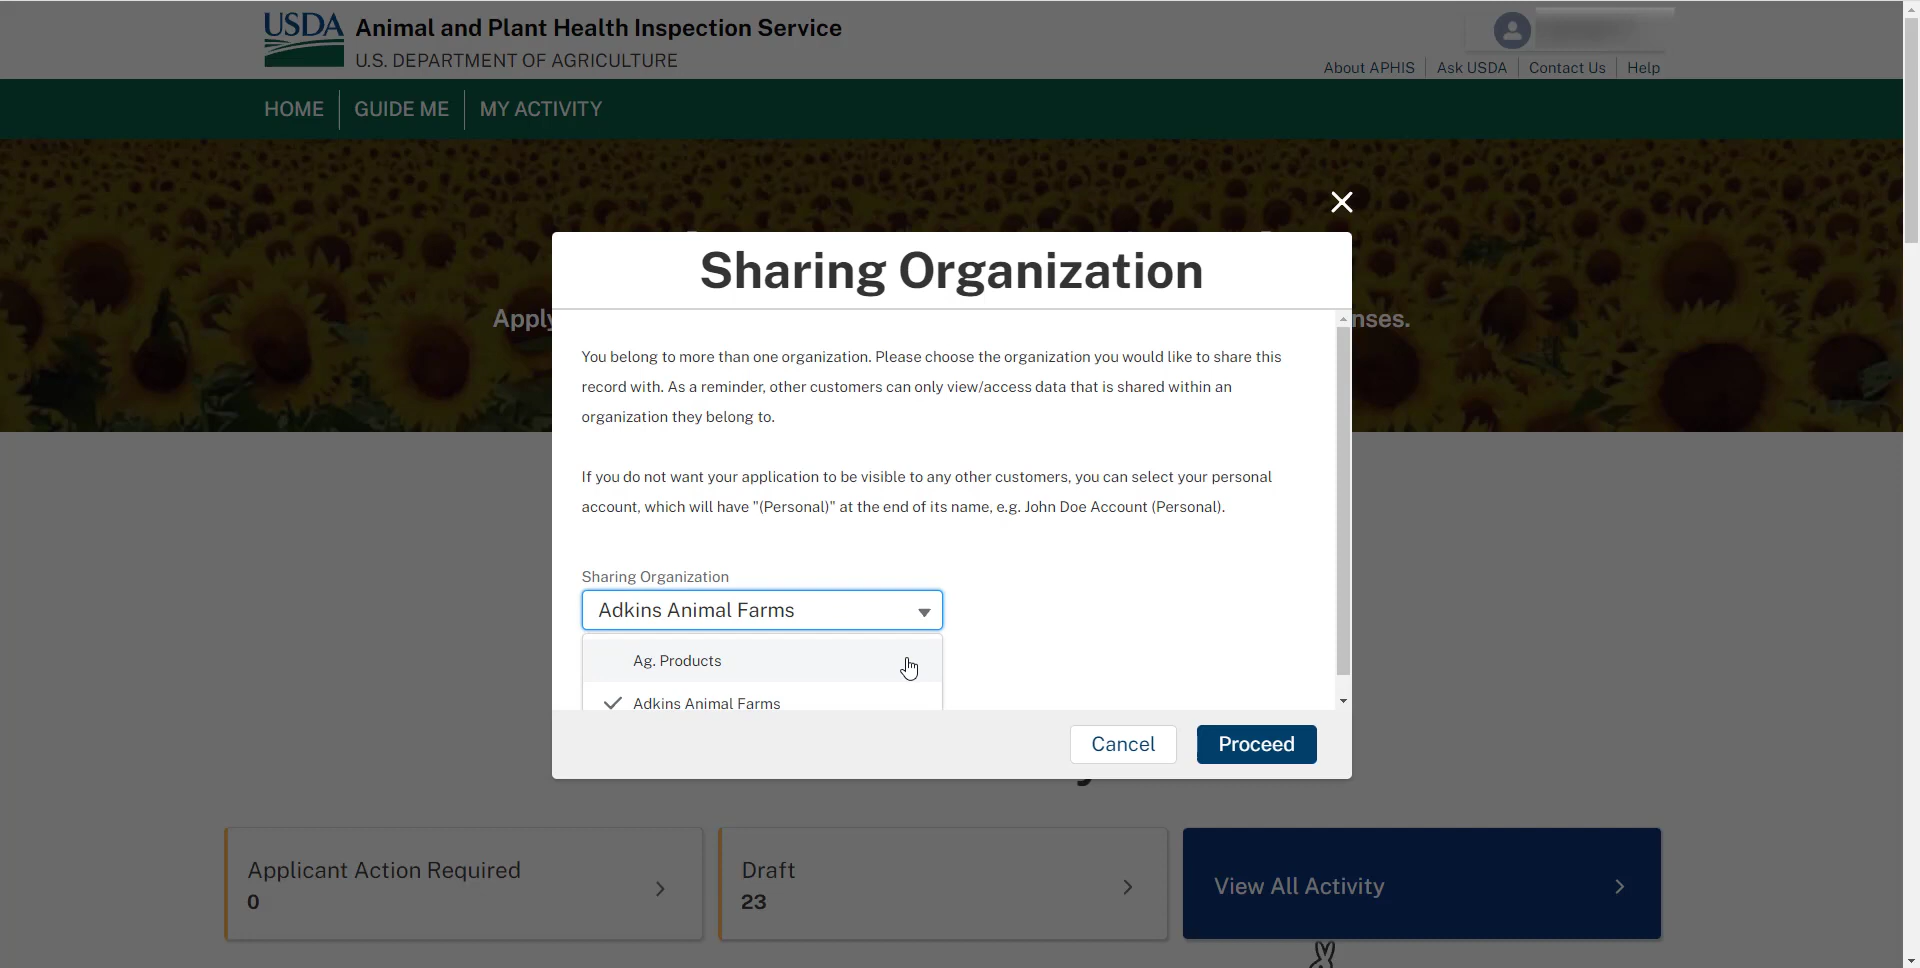 USDA Animal and Plant Health Inspection Service
U.S. DEPARTMENT OF AGRICULTURE
About APHIS Ask USDA Contact Us Help
HOME GUIDE ME MY ACTIVITY
Apply nses.
Sharing Organization
You belong to more than one organization. Please choose the organization you would like to share this
record with. As a reminder, other customers can only view/access data that is shared within an
organization they belong to.
If you do not want your application to be visible to any other customers, you can select your personal
account, which will have "(Personal)" at the end of its name, e.g. John Doe Account (Personal).
Sharing Organization
Adkins Animal Farms
Ag. Products
Adkins Animal Farms
Cancel Proceed
Applicant Action Required
0
Draft
23
View All Activity